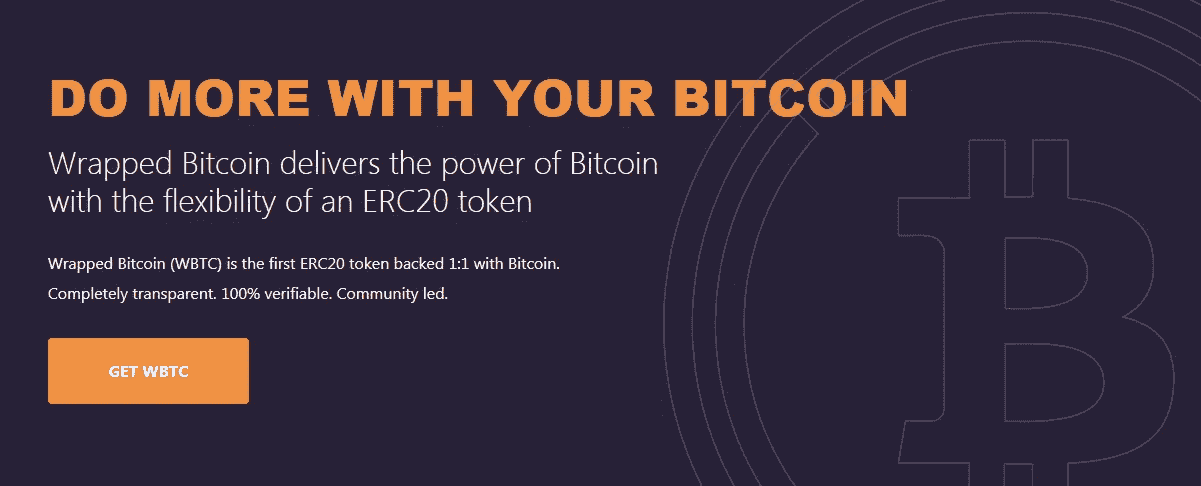 DO MORE WITH YOUR BITCOIN
Wrapped Bitcoin delivers the power of Bitcoin
with the flexibility of an ERC20 token
Wrapped Bitcoin (WBTC) is the first ERC20 token backed 1:1 with Bitcoin.
Completely transparent. 100% verifiable. Community led.
GET WBTC